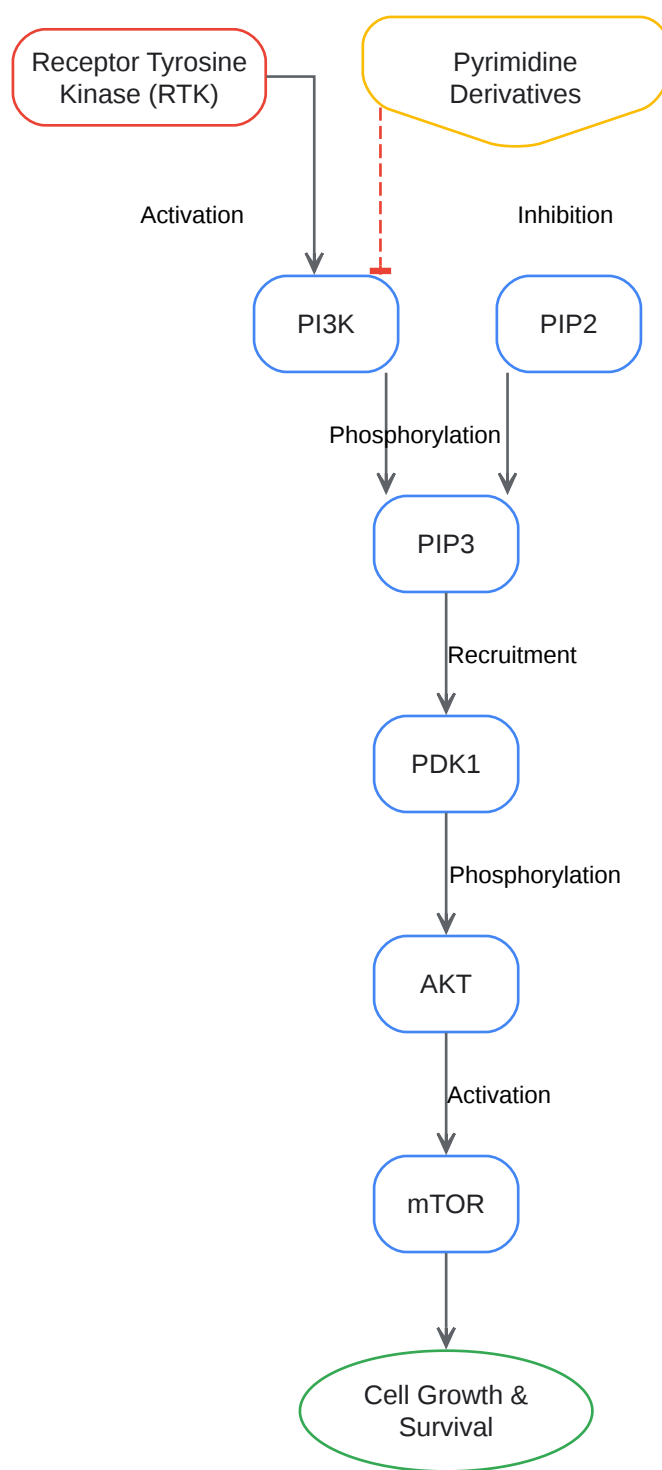 Receptor Tyrosine
Kinase (RTK)
Pyrimidine
Derivatives
Activation
Inhibition
PI3K
PIP2
Phosphorylation
PIP3
Recruitment
PDK1
Phosphorylation
AKT
Activation
mTOR
Cell Growth &
Survival